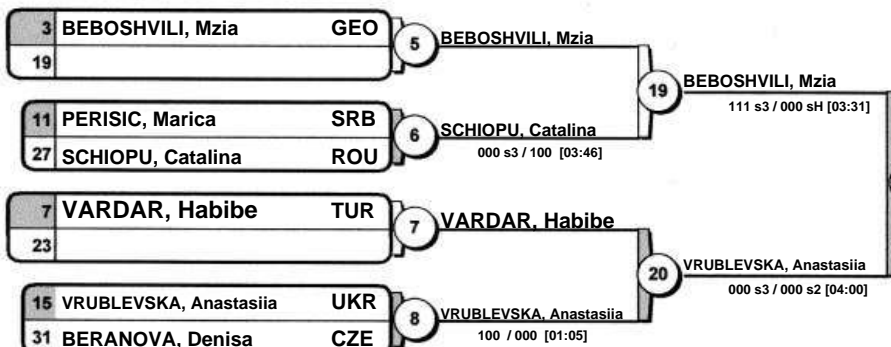 3 BEBOSHVILI, Mzia GEO
19
5
BEBOSHVILI, Mzia
11 PERISIC, Marica SRB
27 SCHIOPU, Catalina ROU
6
SCHIOPU, Catalina
000 s3 / 100 [03:46]
19
BEBOSHVILI, Mzia
111 s3 / 000 sH [03:31]
7 VARDAR, Habibe TUR
23
7
VARDAR, Habibe
15 VRUBLEVSKA, Anastasiia UKR
31 BERANOVA, Denisa CZE
8
VRUBLEVSKA, Anastasiia
100 / 000 [01:05]
20
VRUBLEVSKA, Anastasiia
000 s3 / 000 s2 [04:00]